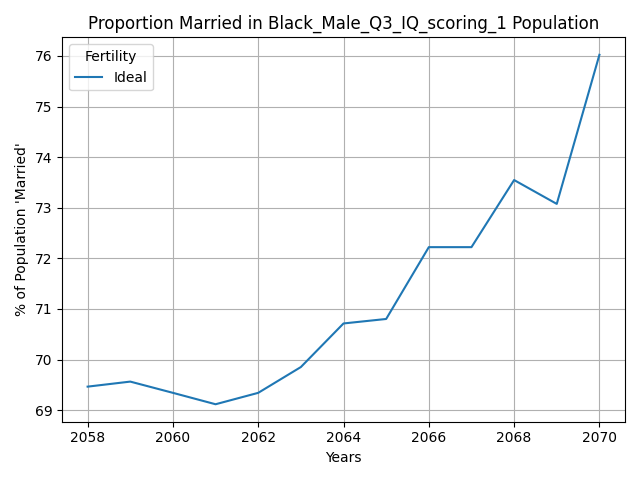 Proportion Married in Black_Male_Q3_IQ_scoring_1 Population
Fertility
Ideal
% of Population 'Married'
76
75
74
73
72
71
70
69
2058 2060 2062 2064 2066 2068 2070
Years